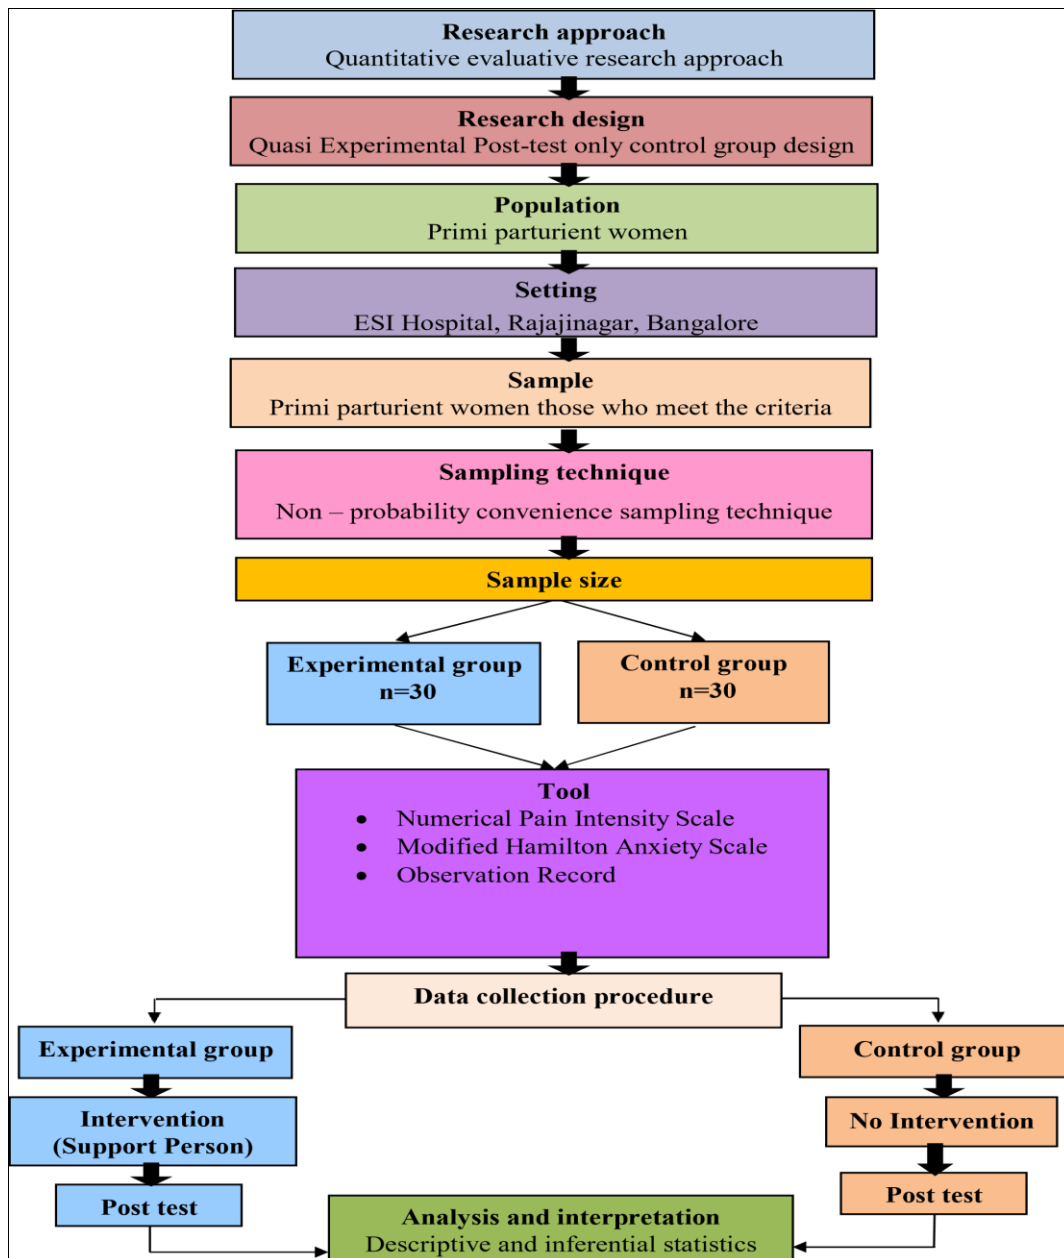 Research approach
Quantitative evaluative research approach
Research design
Quasi Experimental Post-test only control group design
Population
Primi parturient women
Setting
ESI Hospital, Rajajinagar, Bangalore
Sample
Primi parturient women those who meet the criteria
Sampling technique
Non – probability convenience sampling technique
Sample size
Experimental group
n=30
Control group
n=30
Tool
• Numerical Pain Intensity Scale
• Modified Hamilton Anxiety Scale
• Observation Record
Data collection procedure
Experimental group
Intervention
(Support Person)
Post test
Control group
No Intervention
Post test
Analysis and interpretation
Descriptive and inferential statistics